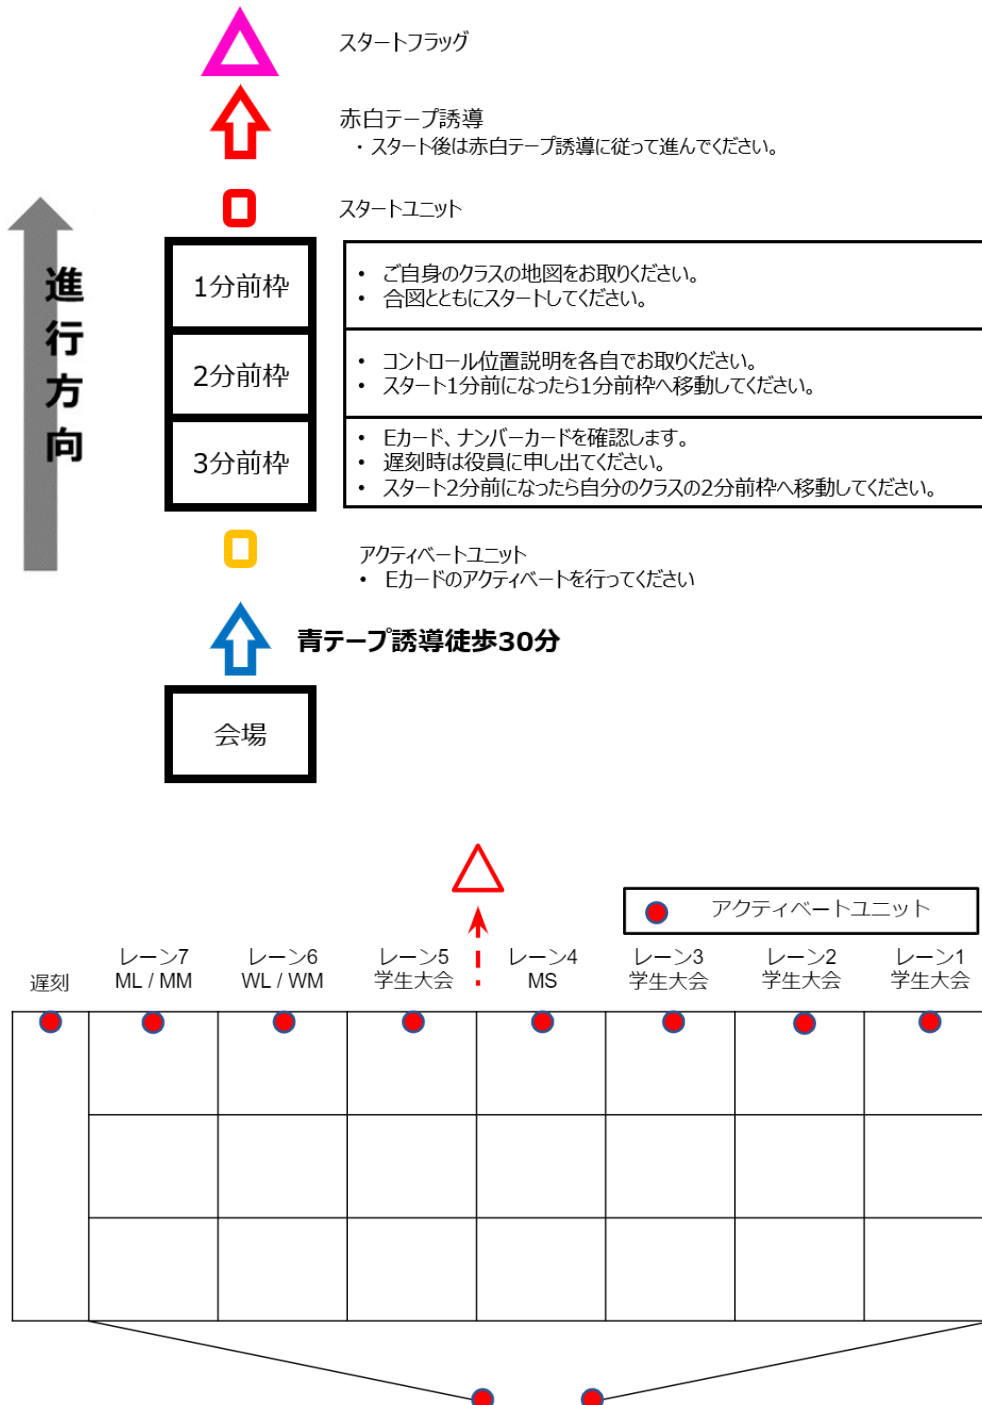 スタートフラッグ
赤白テープ誘導
・スタート後は赤白テープ誘導に従って進んでください。
スタートユニット
進行方向
1分前枠
• ご自身のクラスの地図をお取りください。
• 合図とともにスタートしてください。
2分前枠
• コントロール位置説明を各自でお取りください。
• スタート1分前になったら1分前枠へ移動してください。
3分前枠
• Eカード、ナンバーカードを確認します。
• 遅刻時は役員に申し出てください。
• スタート2分前になったら自分のクラスの2分前枠へ移動してください。
アクティベートユニット
• Eカードのアクティベートを行ってください
青テープ誘導徒歩30分
会場
アクティベートユニット
遅刻
レーン7
ML / MM
レーン6
WL / WM
レーン5
学生大会
レーン4
MS
レーン3
学生大会
レーン2
学生大会
レーン1
学生大会